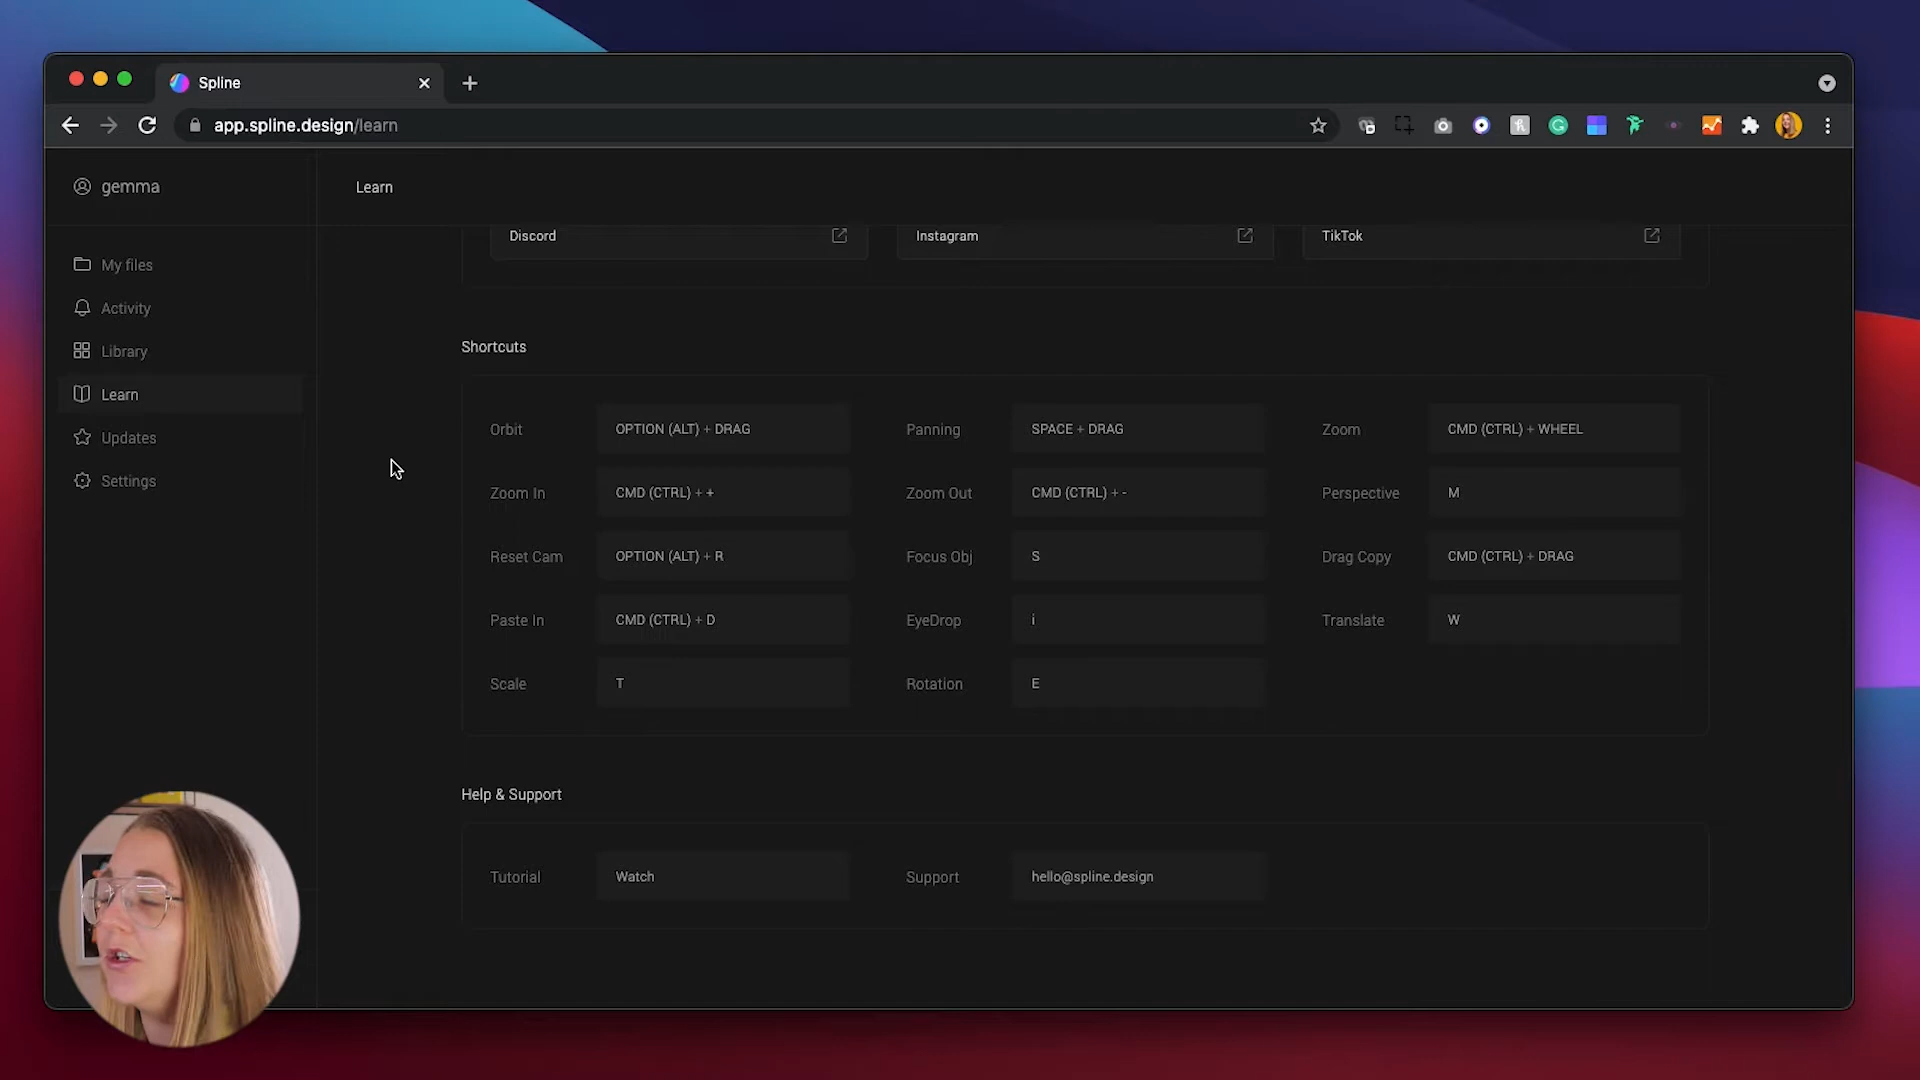 Spline
app.spline.design/learn
gemma
Learn
My files
Activity
Library
Learn
Updates
Settings
Discord
Instagram
TikTok
Shortcuts
Orbit OPTION (ALT) + DRAG Panning SPACE + DRAG Zoom CMD (CTRL) + WHEEL
Zoom In CMD (CTRL) + + Zoom Out CMD (CTRL) + - Perspective M
Reset Cam OPTION (ALT) + R Focus Obj S Drag Copy CMD (CTRL) + DRAG
Paste In CMD (CTRL) + D EyeDrop i Translate W
Scale T Rotation E
Help & Support
Tutorial Watch Support hello@spline.design